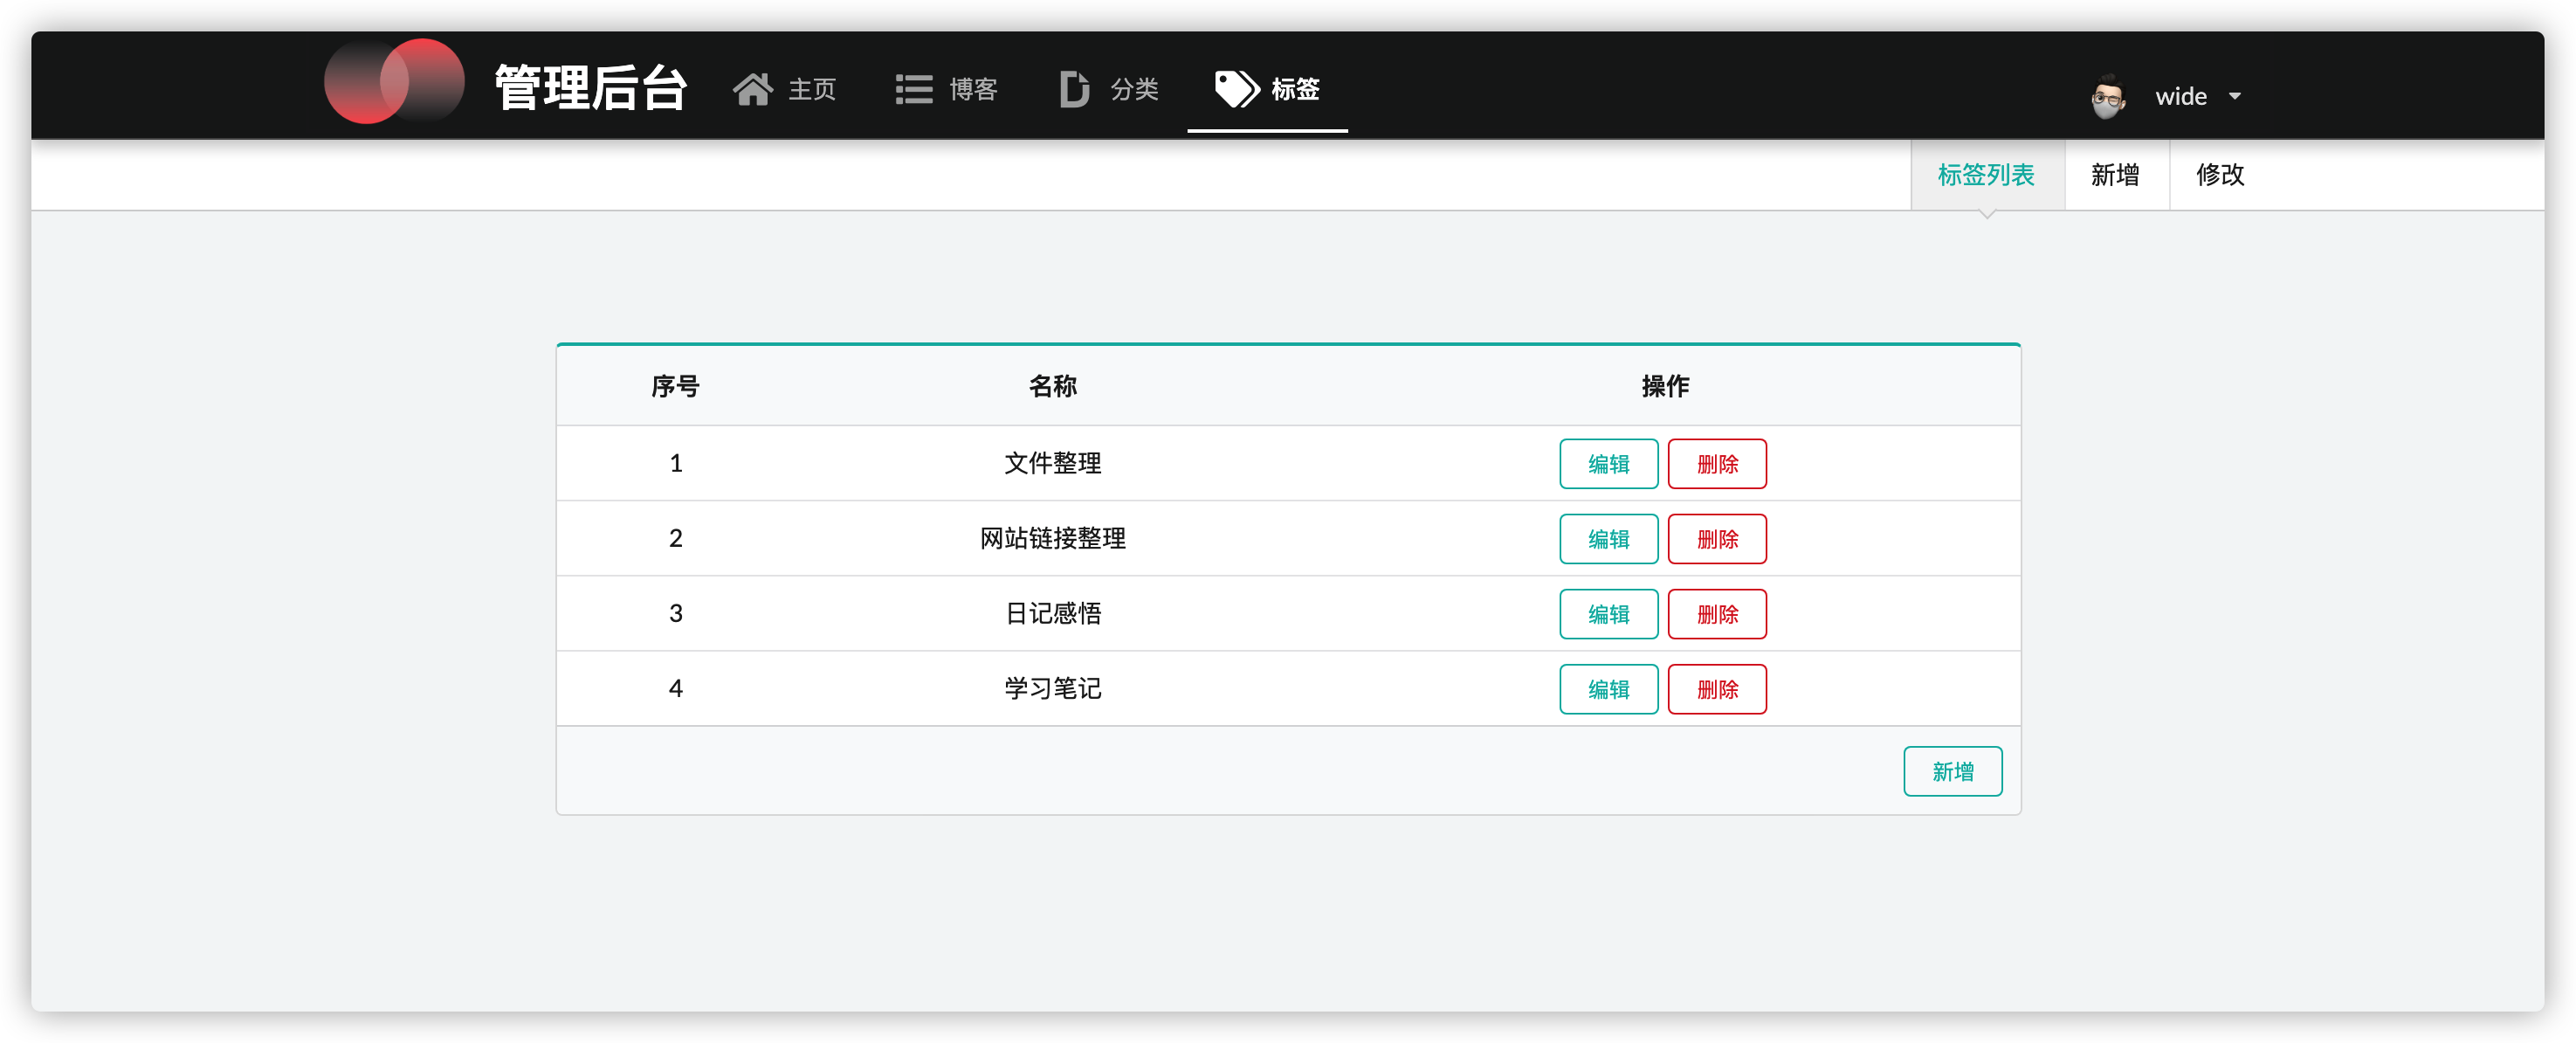 管理后台 主页 博客 分类 标签 wide
标签列表 新增 修改
序号 名称 操作
1 文件整理 编辑 删除
2 网站链接整理 编辑 删除
3 日记感悟 编辑 删除
4 学习笔记 编辑 删除
新增